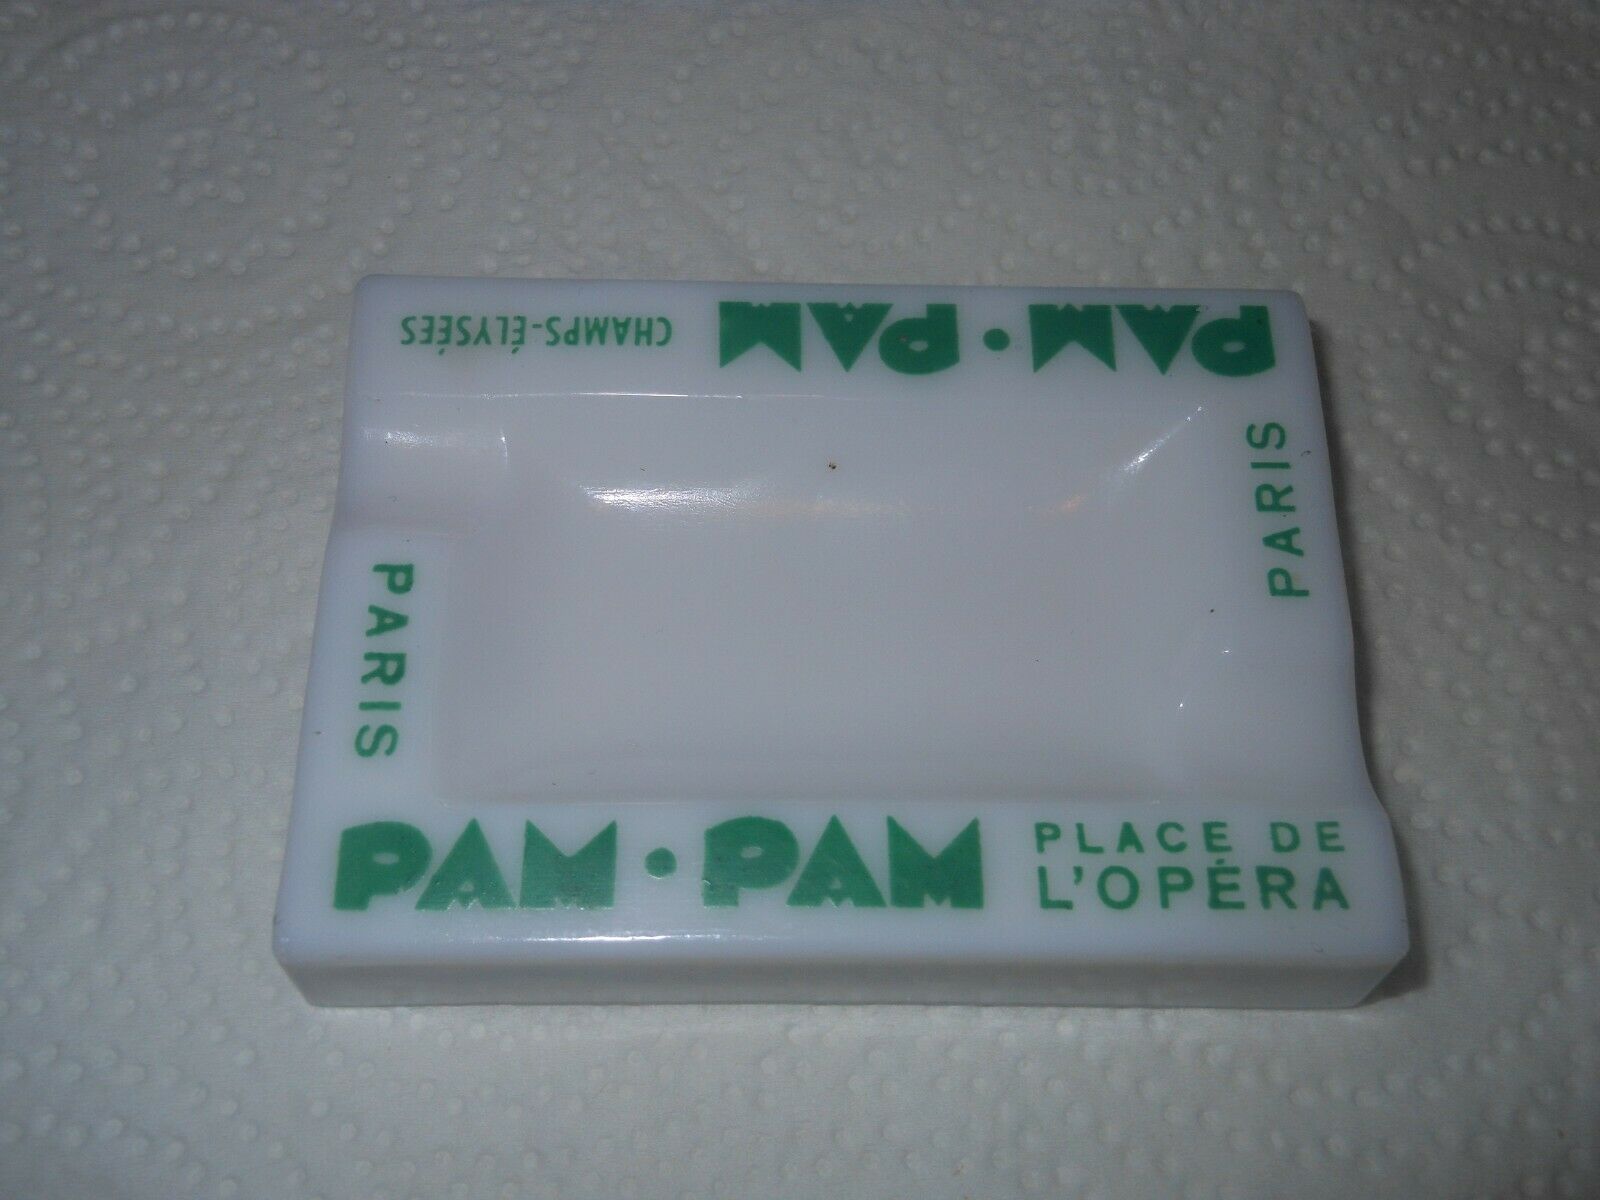 PAM • PAM CHAMPS-ÉLYSÉES
PARIS
PARIS
PAM • PAM PLACE DE
L'OPÉRA